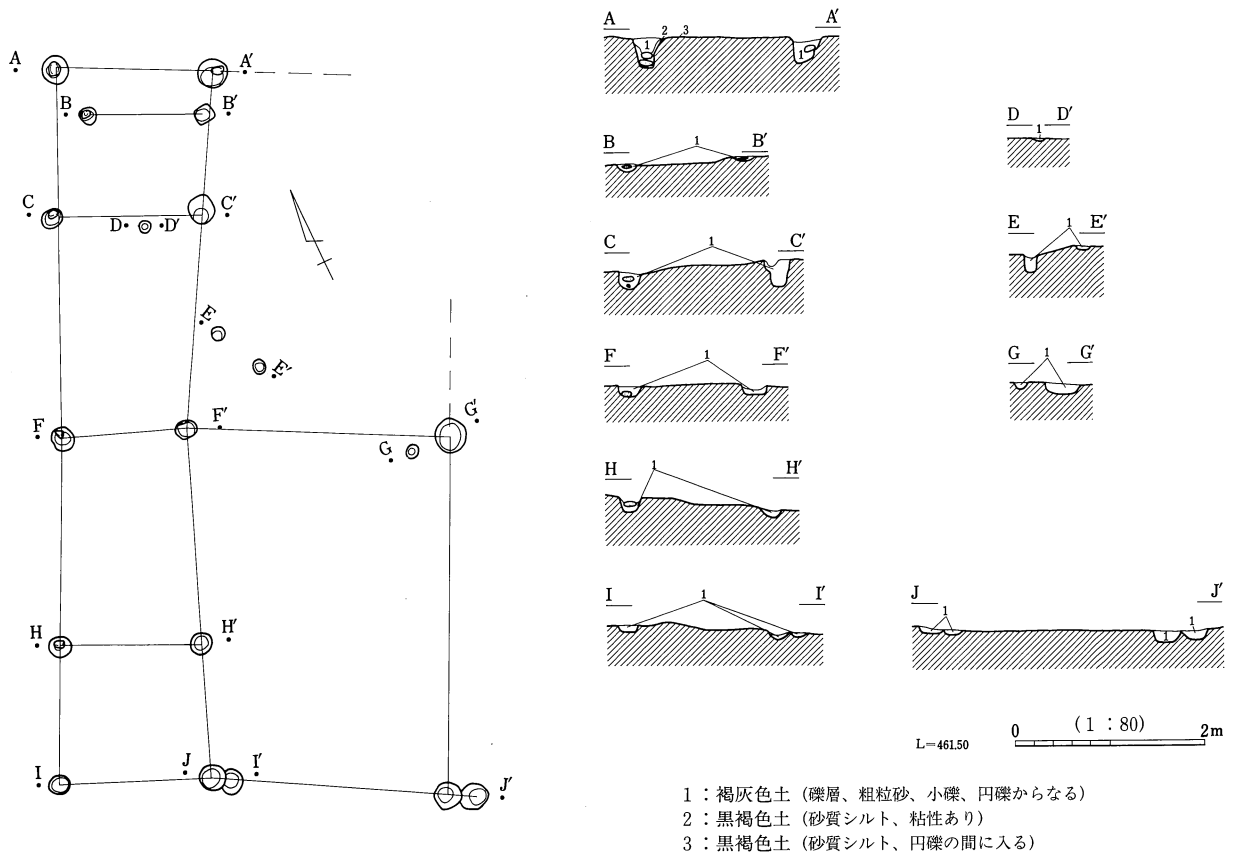 A A′
B B′
C C′
D D′
E
E′
F F′
G′
G
H H′
I J I′
J′
A A′
1 2 3 1
B 1 B′
C 1 C′
F 1 F′
H 1 H′
I 1 I′
D D′
1
E 1 E′
G 1 G′
J J′
1 1 1
L=461.50
0 (1:80) 2m
1:褐灰色土(礫層、粗粒砂、小礫、円礫からなる)
2:黒褐色土(砂質シルト、粘性あり)
3:黒褐色土(砂質シルト、円礫の間に入る)